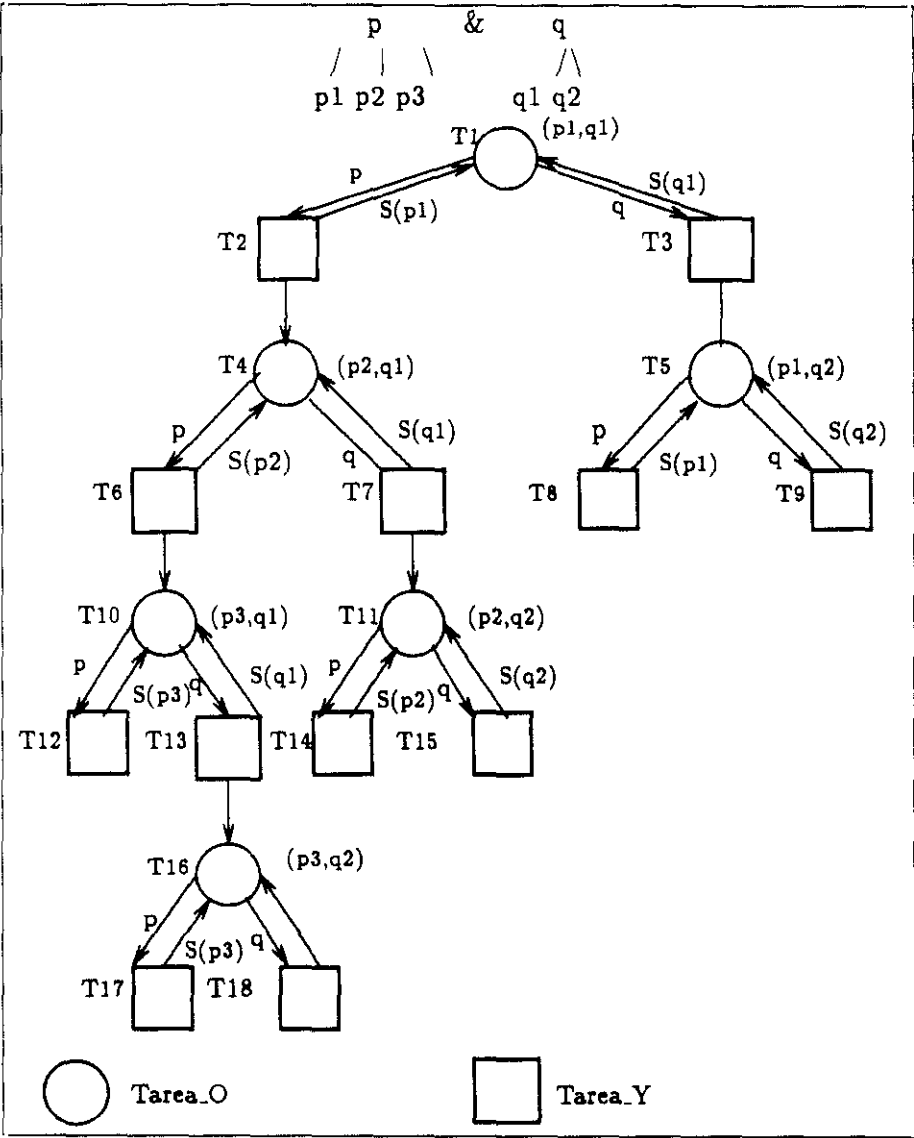 p & q
p1 p2 p3 q1 q2
T1 (p1,q1)
p S(p1) q S(q1)
T2 T3
T4 (p2,q1) T5 (p1,q2)
p S(p2) q S(q1) p S(p1) q S(q2)
T6 T7 T8 T9
T10 (p3,q1) T11 (p2,q2)
p S(p3) q S(q1) p S(p2) q S(q2)
T12 T13 T14 T15
T16 (p3,q2)
p S(p3) q
T17 T18
Tarea_O Tarea_Y